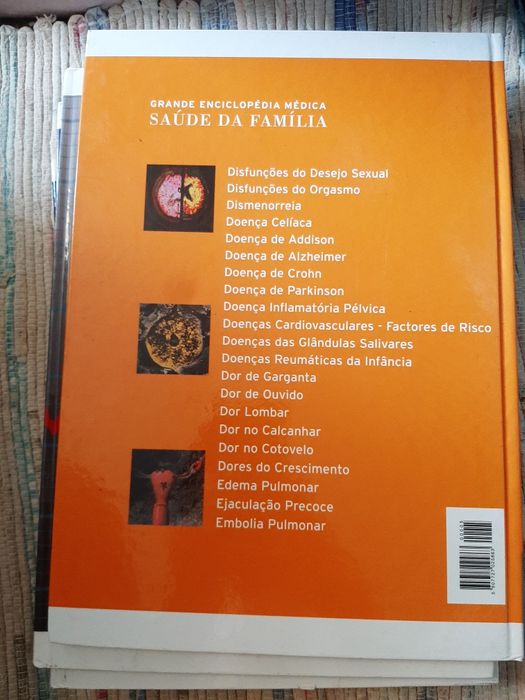 GRANDE ENCICLOPÉDIA MÉDICA
SAÚDE DA FAMÍLIA
Disfunções do Desejo Sexual
Disfunções do Orgasmo
Dismenorreia
Doença Celíaca
Doença de Addison
Doença de Alzheimer
Doença de Crohn
Doença de Parkinson
Doença Inflamatória Pélvica
Doenças Cardiovasculares - Factores de Risco
Doenças das Glândulas Salivares
Doenças Reumáticas da Infância
Dor de Garganta
Dor de Ouvido
Dor Lombar
Dor no Calcanhar
Dor no Cotovelo
Dores do Crescimento
Edema Pulmonar
Ejaculação Precoce
Embolia Pulmonar
00005